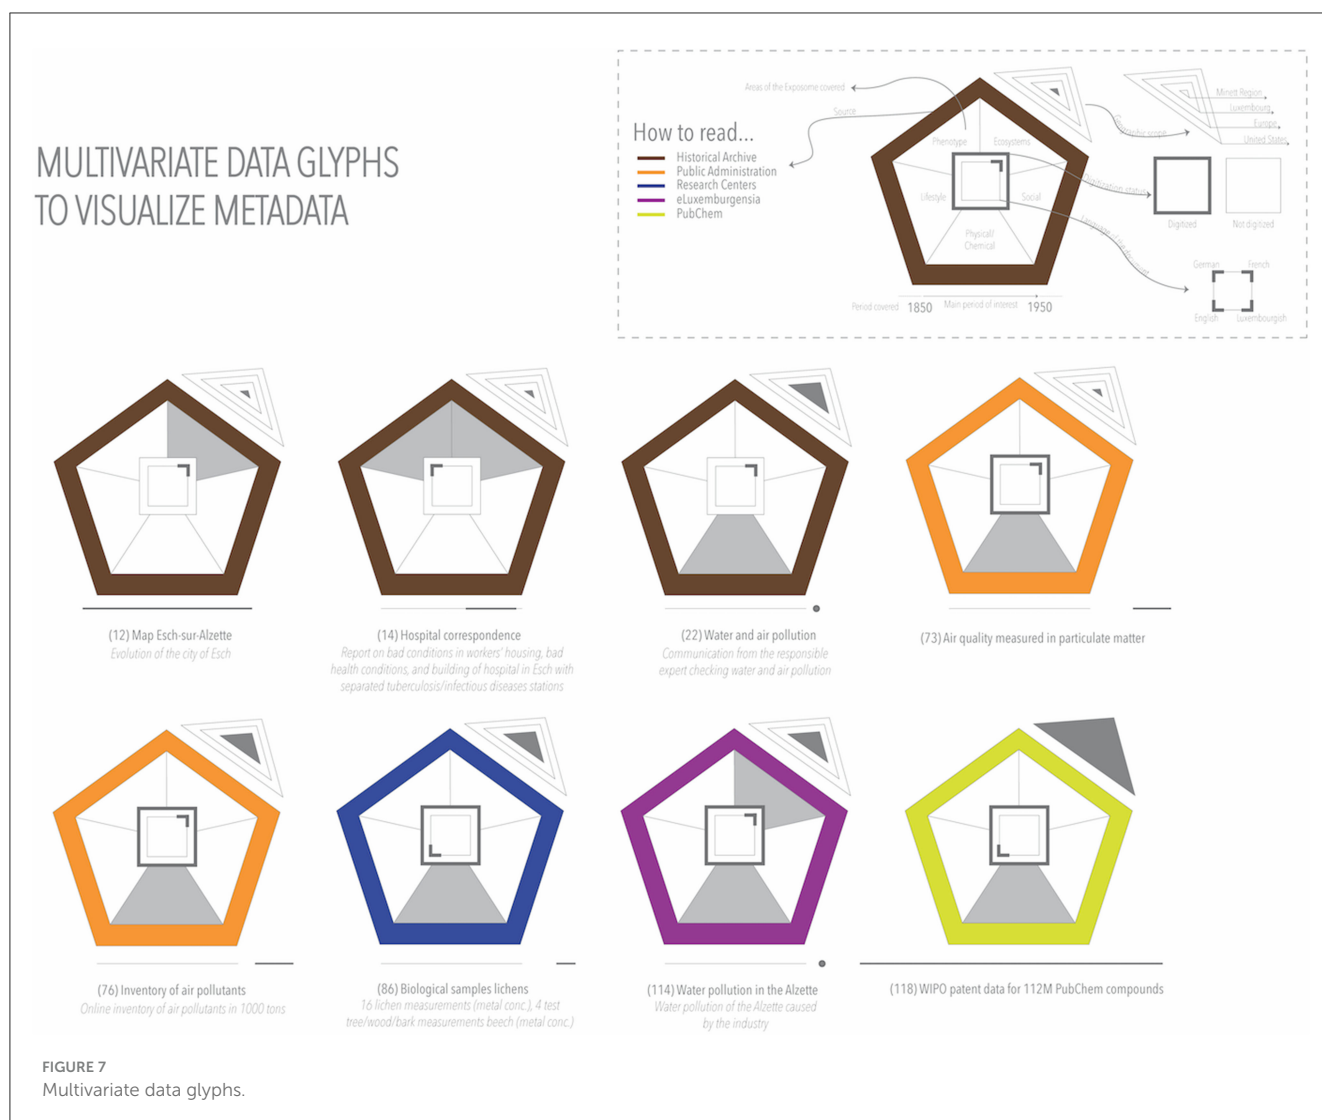 MULTIVARIATE DATA GLYPHS
TO VISUALIZE METADATA
How to read...
Historical Archive
Public Administration
Research Centers
eLuxemburgensia
PubChem
Areas of the Exposome covered
Source
Phenotype
Ecosystems
Lifestyle
Social
Physical/
Chemical
Period covered
1850
Main period of interest
1950
Geographic scope
Minett Region
Luxembourg
Europe
United States
Digitization status
Digitized
Not digitized
Language of the document
German
French
English
Luxembourgish
(12) Map Esch-sur-Alzette
Evolution of the city of Esch
(14) Hospital correspondence
Report on bad conditions in workers' housing, bad
health conditions, and building of hospital in Esch with
separated tuberculosis/infectious diseases stations
(22) Water and air pollution
Communication from the responsible
expert checking water and air pollution
(73) Air quality measured in particulate matter
(76) Inventory of air pollutants
Online inventory of air pollutants in 1000 tons
(86) Biological samples lichens
16 lichen measurements (metal conc.), 4 test
tree/wood/bark measurements beech (metal conc.)
(114) Water pollution in the Alzette
Water pollution of the Alzette caused
by the industry
(118) WIPO patent data for 112M PubChem compounds
FIGURE 7
Multivariate data glyphs.